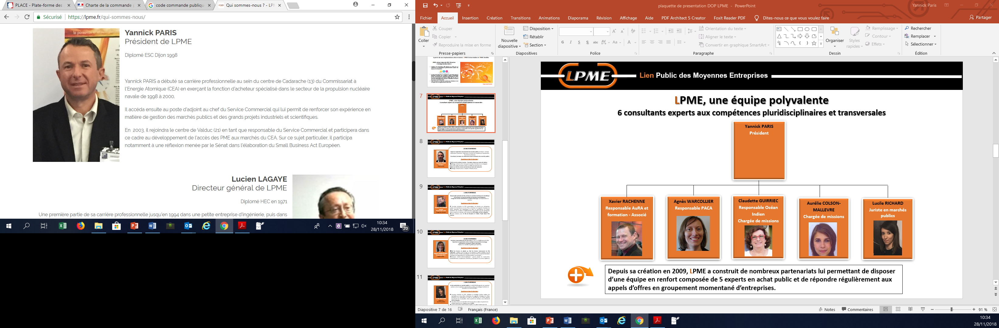 PLACE - Plate-forme des
Charte de la commande p
code commande publiqu
Qui sommes-nous ? - LPM
Sécurisé
https://lpme.fr/qui-sommes-nous/
Yannick PARIS
Président de LPME
Diplomé ESC Dijon 1998
Yannick PARIS a débuté sa carrière professionnelle au sein du centre de Cadarache (13) du Commissariat à
l'Energie Atomique (CEA) en exerçant la fonction d'acheteur spécialisé dans le secteur de la propulsion nucléaire
navale de 1998 à 2000.
Il accéda ensuite au poste d'adjoint au chef du Service Commercial qui lui permit de renforcer son expérience en
matière de gestion des marchés publics et des grands projets industriels et scientifiques.
En 2003, il rejoindra le centre de Valduc (21) en tant que responsable du Service Commercial et participera dans
ce cadre au développement de l'accès des PME aux marchés du CEA. Sur ce sujet particulier, il participa
notamment à une réflexion menée par le Sénat dans l'élaboration du Small Business Act Européen.
Lucien LAGAYE
Directeur général de LPME
Diplomé HEC en 1971
Une première partie de sa carrière professionnelle jusqu'en 1994 dans une petite entreprise d'ingénierie, puis dans
10:34
28/11/2018
20
plaquette de presentation DOP LPME - PowerPoint
Yannick Paris
Fichier
Accueil
Insertion
Création
Transitions
Animations
Diaporama
Révision
Affichage
Aide
PDF Architect 5 Creator
Foxit Reader PDF
Dites-nous ce que vous voulez faire
Partager
Coller
Couper
Copier
Reproduire la mise en forme
Presse-papiers
Nouvelle
diapositive
Disposition
Rétablir
Section
Diapositives
G I S S abc AV Aa A
Police
Orientation du texte
Aligner le texte
Convertir en graphique SmartArt
Paragraphe
Organiser
Styles
rapides
Remplissage
Contour
Effets
Dessin
Rechercher
Remplacer
Sélectionner
Édition
7
8
9
10
11
LPME
Lien Public des Moyennes Entreprises
LPME, une équipe polyvalente
6 consultants experts aux compétences pluridisciplinaires et transversales
Yannick PARIS
Président
Xavier RACHENNE
Responsable AuRA et
formation - Associé
Agnès WARCOLLIER
Responsable PACA
Claudette GUIRRIEC
Responsable Océan
Indien
Chargée de missions
Aurélie COLSON-
MALLEVRE
Chargée de missions
Lucile RICHARD
Juriste en marchés
publics
Depuis sa création en 2009, LPME a construit de nombreux partenariats lui permettant de disposer
d'une équipe en renfort composée de 5 experts en achat public et de répondre régulièrement aux
appels d'offres en groupement momentané d'entreprises.
Diapositive 7 de 16
Français (France)
Notes
Commentaires
91 %
10:34
28/11/2018